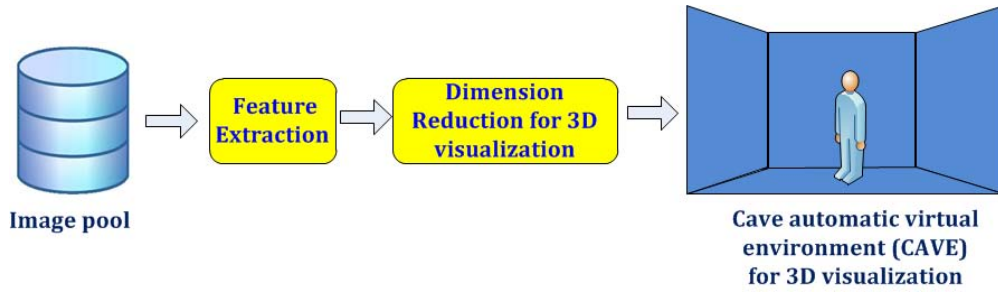 Image pool
Feature
Extraction
Dimension
Reduction for 3D
visualization
Cave automatic virtual
environment (CAVE)
for 3D visualization